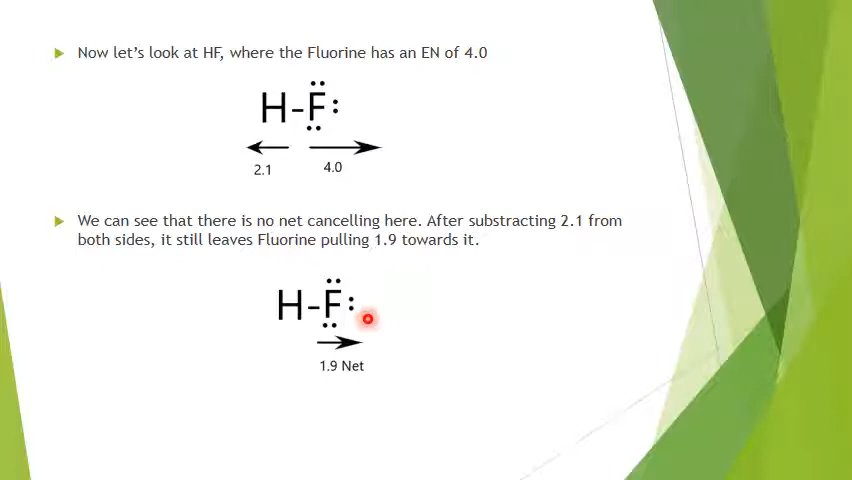 Now let's look at HF, where the Fluorine has an EN of 4.0
H-F
2.1 4.0
We can see that there is no net cancelling here. After substracting 2.1 from
both sides, it still leaves Fluorine pulling 1.9 towards it.
H-F
1.9 Net